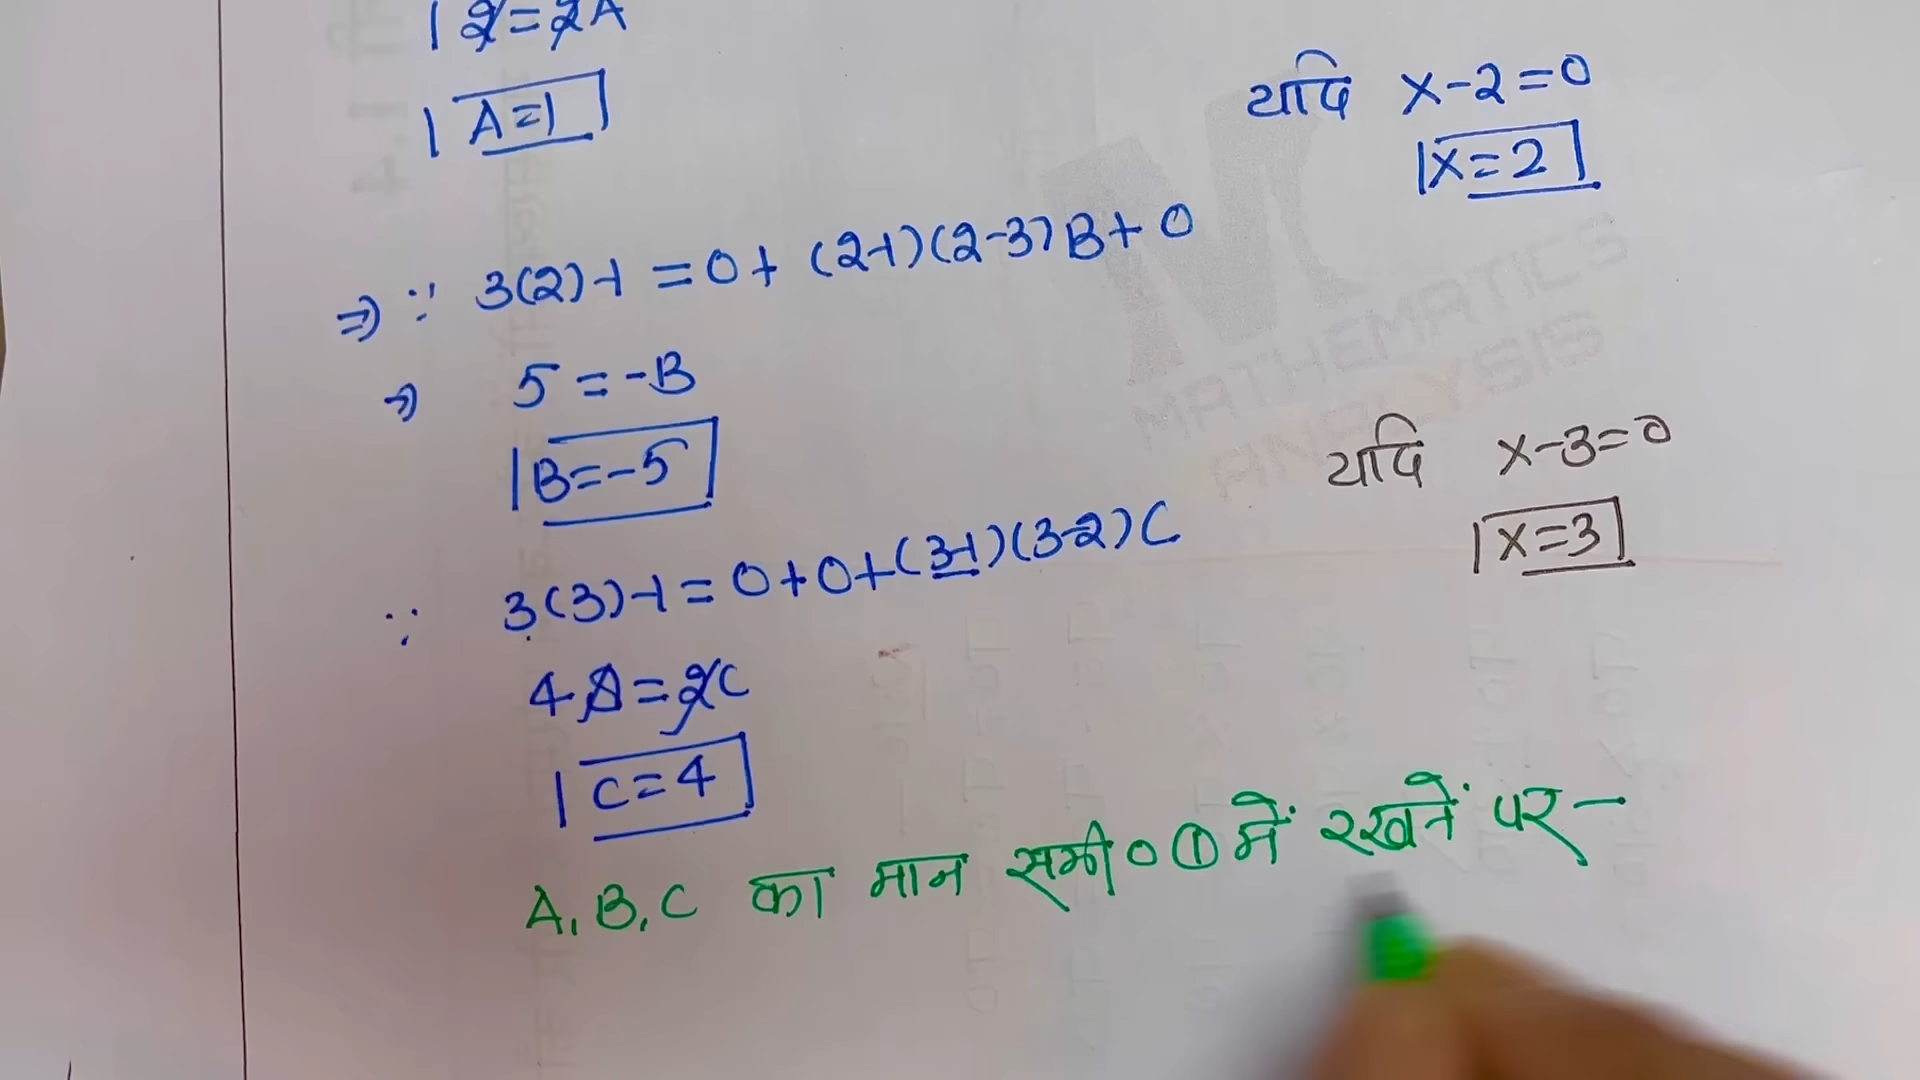 2=2A
A=1
यदि x-2=0
x=2
⇒ ∵ 3(2)-1 =0+ (2-1)(2-3)B+0
⇒ 5=-B
B=-5
यदि x-3=0
x=3
∵ 3(3)-1=0+0+(3-1)(3-2)C
4 8=2C
C=4
A,B,C का मान समी० ① में रखनें पर-
MATHEMATICS
ANALYSIS